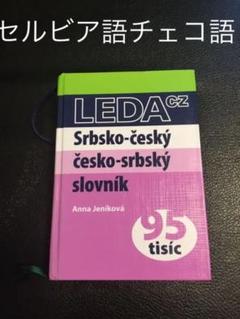 セルビア語チェコ語
LEDA cz
Srbsko-český
česko-srbský
slovník
Anna Jeníková
95
tisíc